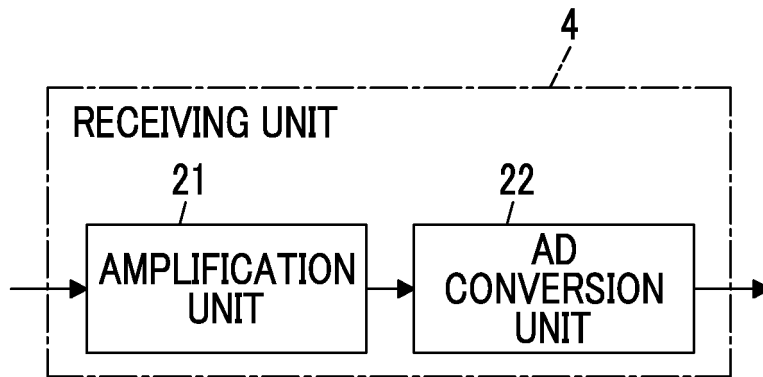 4
RECEIVING UNIT
21
22
AMPLIFICATION
UNIT
AD
CONVERSION
UNIT